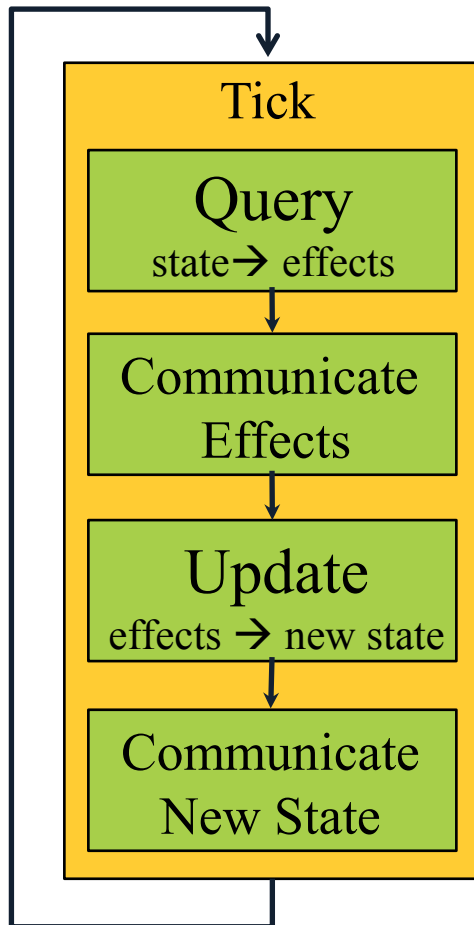 Tick
Query
state→ effects
Communicate
Effects
Update
effects → new state
Communicate
New State